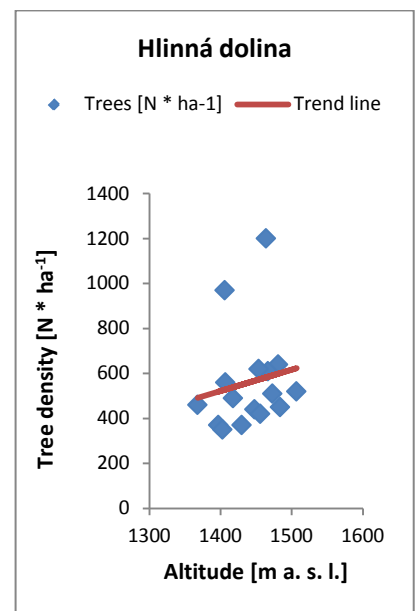 Hlinná dolina
Trees [N * ha-1] Trend line
Tree density [N * ha⁻¹]
1400
1200
1000
800
600
400
200
0
1300 1400 1500 1600
Altitude [m a. s. l.]